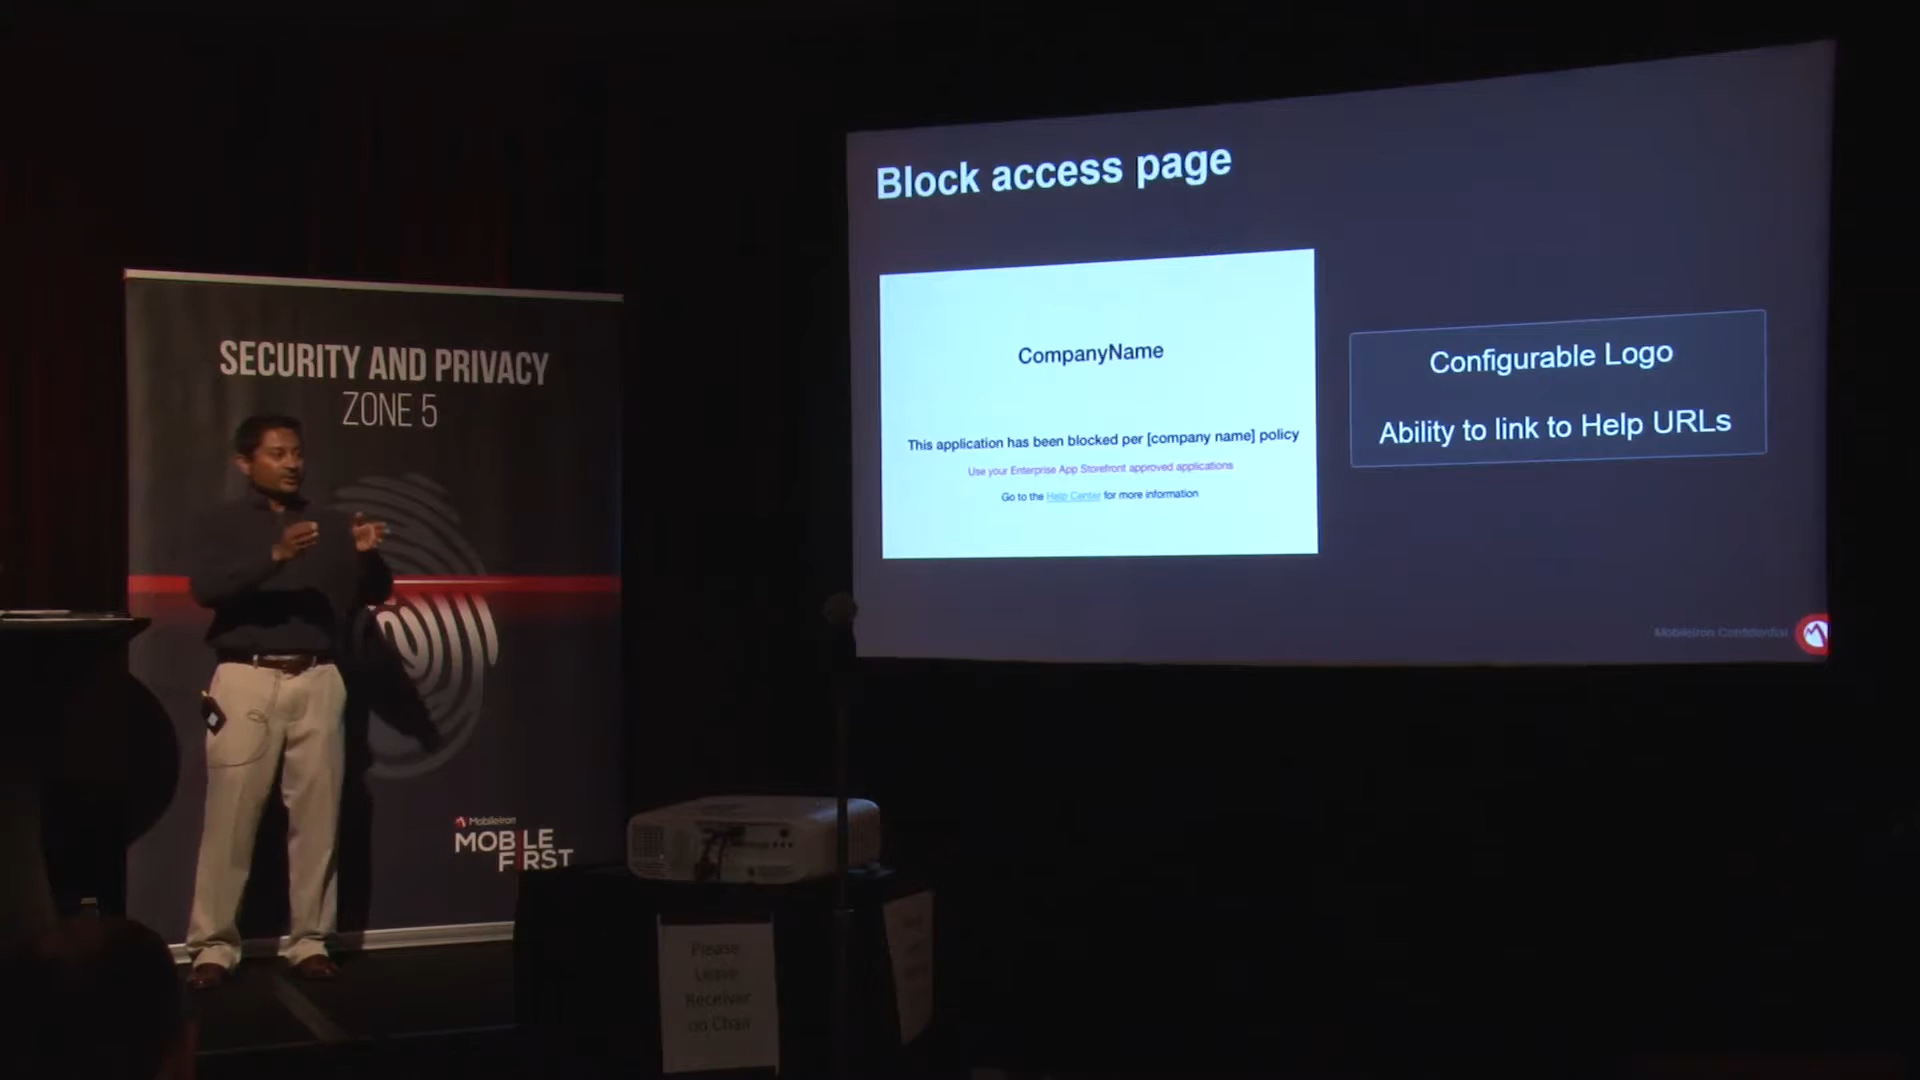 SECURITY AND PRIVACY
ZONE 5
MobileIron
MOBILE
FIRST
Block access page
CompanyName
This application has been blocked per [company name] policy
Use your Enterprise App Storefront approved applications
Go to the Help Center for more information
Configurable Logo
Ability to link to Help URLs
MobileIron Confidential
Please
Leave
Receiver
on Chair